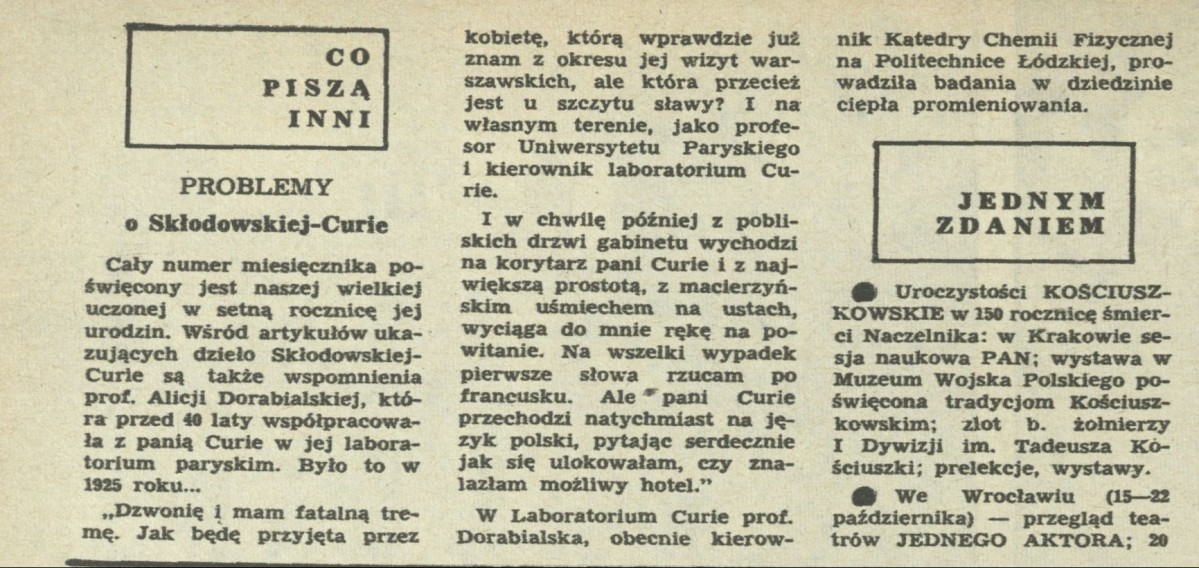 CO
PISZĄ
INNI
PROBLEMY
o Skłodowskiej-Curie
Cały numer miesięcznika po-
święcony jest naszej wielkiej
uczonej w setną rocznicę jej
urodzin. Wśród artykułów uka-
zujących dzieło Skłodowskiej-
Curie są także wspomnienia
prof. Alicji Dorabialskiej, któ-
ra przed 40 laty współpracowa-
ła z panią Curie w jej labora-
torium paryskim. Było to w
1925 roku...
„Dzwonię i mam fatalną tre-
mę. Jak będę przyjęta przez
kobietę, którą wprawdzie już
znam z okresu jej wizyt war-
szawskich, ale która przecież
jest u szczytu sławy? I na
własnym terenie, jako profe-
sor Uniwersytetu Paryskiego
i kierownik laboratorium Cu-
rie.
I w chwilę później z pobli-
skich drzwi gabinetu wychodzi
na korytarz pani Curie i z naj-
większą prostotą, z macierzyń-
skim uśmiechem na ustach,
wyciąga do mnie rękę na po-
witanie. Na wszelki wypadek
pierwsze słowa rzucam po
francusku. Ale pani Curie
przechodzi natychmiast na ję-
zyk polski, pytając serdecznie
jak się ulokowałam, czy zna-
lazłam możliwy hotel.”
W Laboratorium Curie prof.
Dorabialska, obecnie kierow-
nik Katedry Chemii Fizycznej
na Politechnice Łódzkiej, pro-
wadziła badania w dziedzinie
ciepła promieniowania.
JEDNYM
ZDANIEM
● Uroczystości KOŚCIUSZ-
KOWSKIE w 150 rocznicę śmier-
ci Naczelnika: w Krakowie se-
sja naukowa PAN; wystawa w
Muzeum Wojska Polskiego po-
święcona tradycjom Kościusz-
kowskim; zlot b. żołnierzy
I Dywizji im. Tadeusza Ko-
ściuszki; prelekcje, wystawy.
● We Wrocławiu (15—22
października) — przegląd tea-
trów JEDNEGO AKTORA; 20